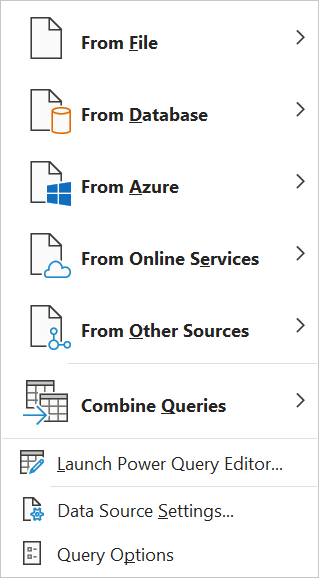 From File
From Database
From Azure
From Online Services
From Other Sources
Combine Queries
Launch Power Query Editor...
Data Source Settings...
Query Options